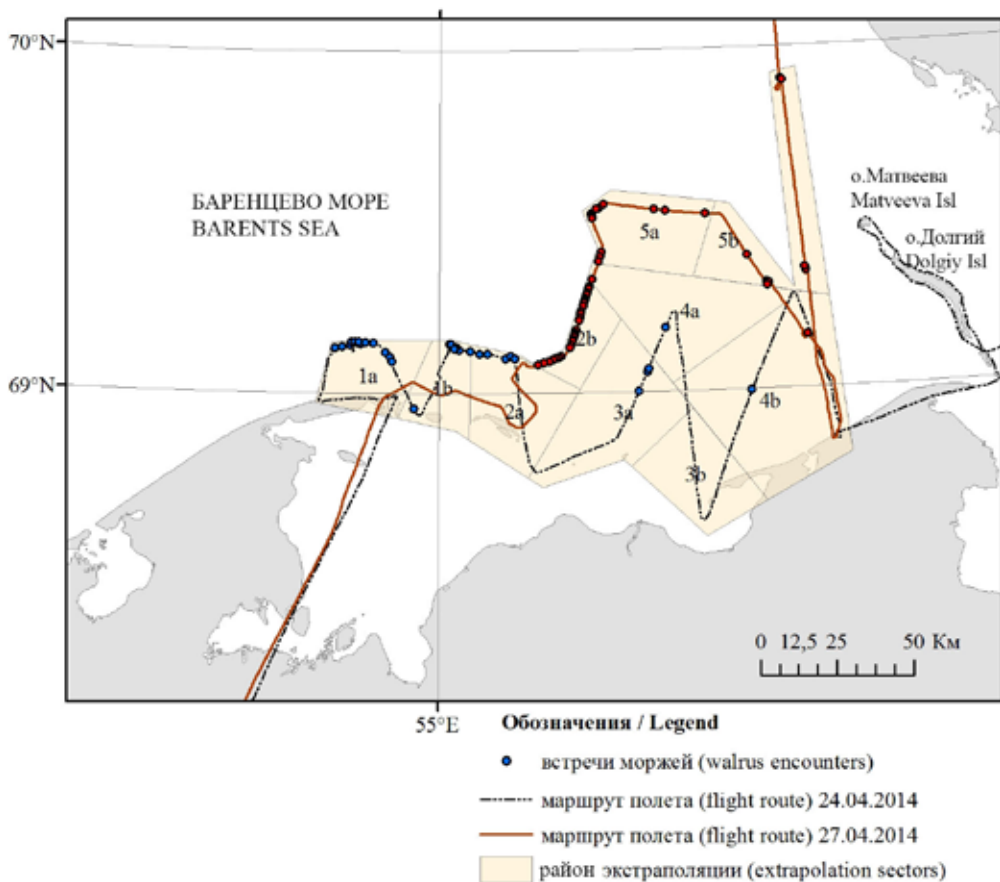 70°N
БАРЕНЦЕВО МОРЕ
BARENTS SEA
о.Матвеева
Matveeva Isl
о.Долгий
Dolgiy Isl
5a
5b
4a
2b
69°N
1a
1b
2a
3a
4b
3b
0 12,5 25 50 Км
55°E
Обозначения / Legend
встречи моржей (walrus encounters)
маршрут полета (flight route) 24.04.2014
маршрут полета (flight route) 27.04.2014
район экстраполяции (extrapolation sectors)